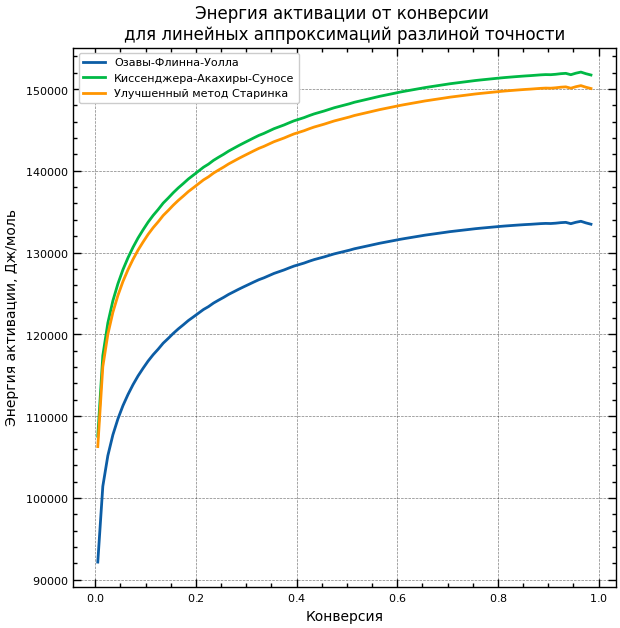 Энергия активации от конверсии
для линейных аппроксимаций разлиной точности
Озавы-Флинна-Уолла
Киссенджера-Акахиры-Суносе
Улучшенный метод Старинка
Энергия активации, Дж/моль
150000
140000
130000
120000
110000
100000
90000
0.0 0.2 0.4 0.6 0.8 1.0
Конверсия